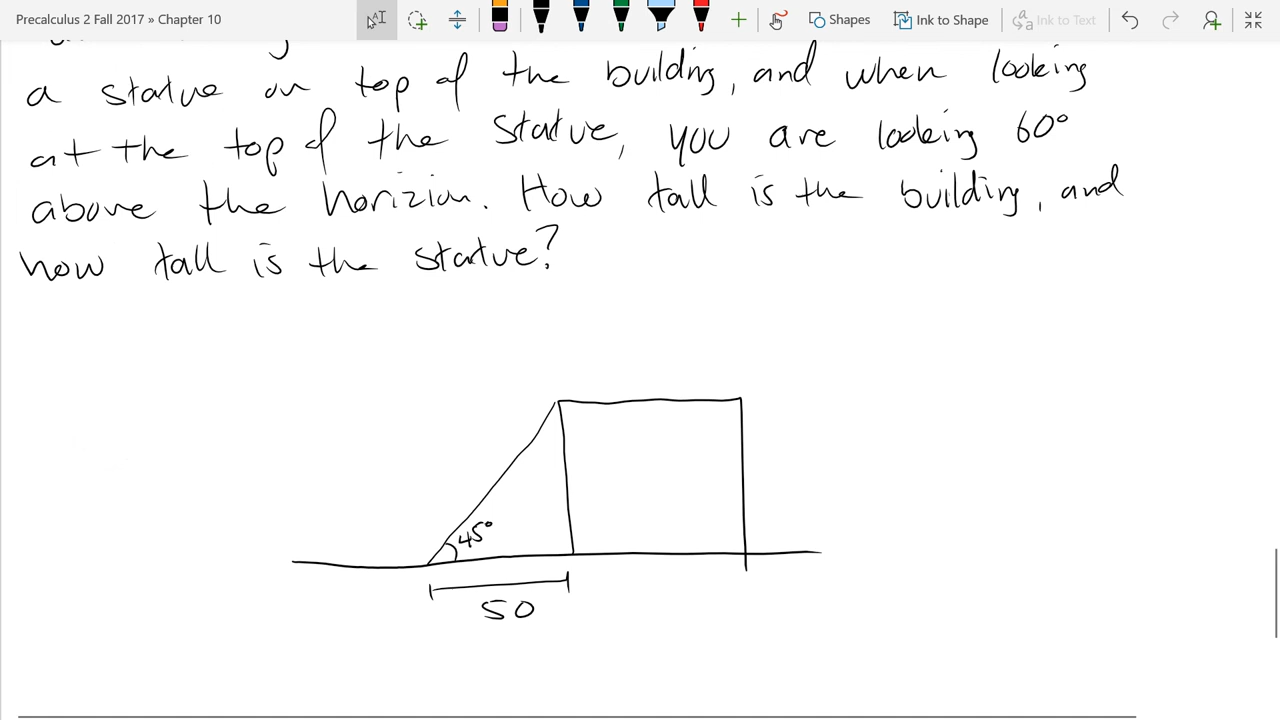 Precalculus 2 Fall 2017 » Chapter 10
Shapes
Ink to Shape
Ink to Text
a statue on top of the building, and when looking
at the top of the statue, you are looking 60°
above the horizion. How tall is the building, and
how tall is the statue?
45°
50